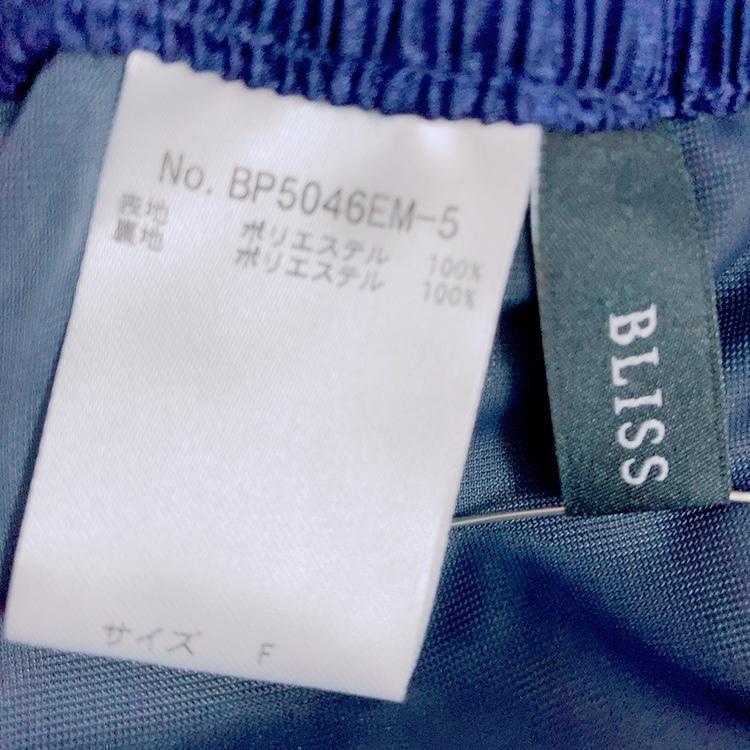 No. BP5046EM-5
表地 ポリエステル 100%
裏地 ポリエステル 100%
サイズ F
BLISS